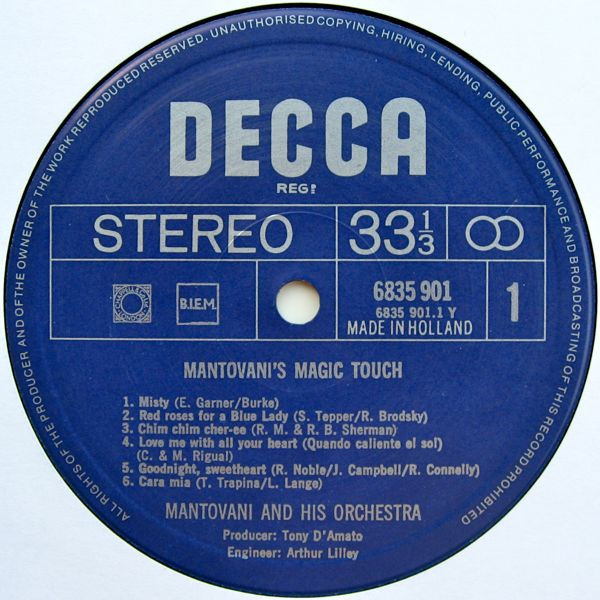 ALL RIGHTS OF THE PRODUCER AND OF THE OWNER OF THE WORK REPRODUCED RESERVED. UNAUTHORISED COPYING, HIRING, LENDING, PUBLIC PERFORMANCE AND BROADCASTING OF THIS RECORD PROHIBITED
DECCA
REGD
STEREO
33 1/3
B.I.E.M.
6835 901
6835 901.1 Y
MADE IN HOLLAND
1
MANTOVANI'S MAGIC TOUCH
1. Misty (E. Garner/Burke)
2. Red roses for a Blue Lady (S. Tepper/R. Brodsky)
3. Chim chim cher-ee (R. M. & R. B. Sherman)
4. Love me with all your heart (Quando caliente el sol)
(C. & M. Rigual)
5. Goodnight, sweetheart (R. Noble/J. Campbell/R. Connelly)
6. Cara mia (T. Trapina/L. Lange)
MANTOVANI AND HIS ORCHESTRA
Producer: Tony D'Amato
Engineer: Arthur Lilley